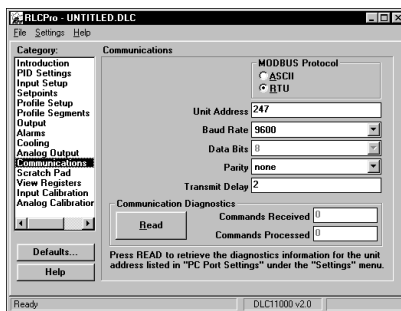 RLCPro - UNTITLED.DLC
File Settings Help
Category:
Introduction
PID Settings
Input Setup
Setpoints
Profile Setup
Profile Segments
Output
Alarms
Cooling
Analog Output
Communications
Scratch Pad
View Registers
Input Calibration
Analog Calibration
Defaults...
Help
Communications
MODBUS Protocol
ASCII
RTU
Unit Address 247
Baud Rate 9600
Data Bits 8
Parity none
Transmit Delay 2
Communication Diagnostics
Read
Commands Received 0
Commands Processed 0
Press READ to retrieve the diagnostics information for the unit
address listed in "PC Port Settings" under the "Settings" menu.
Ready
DLC11000 v2.0